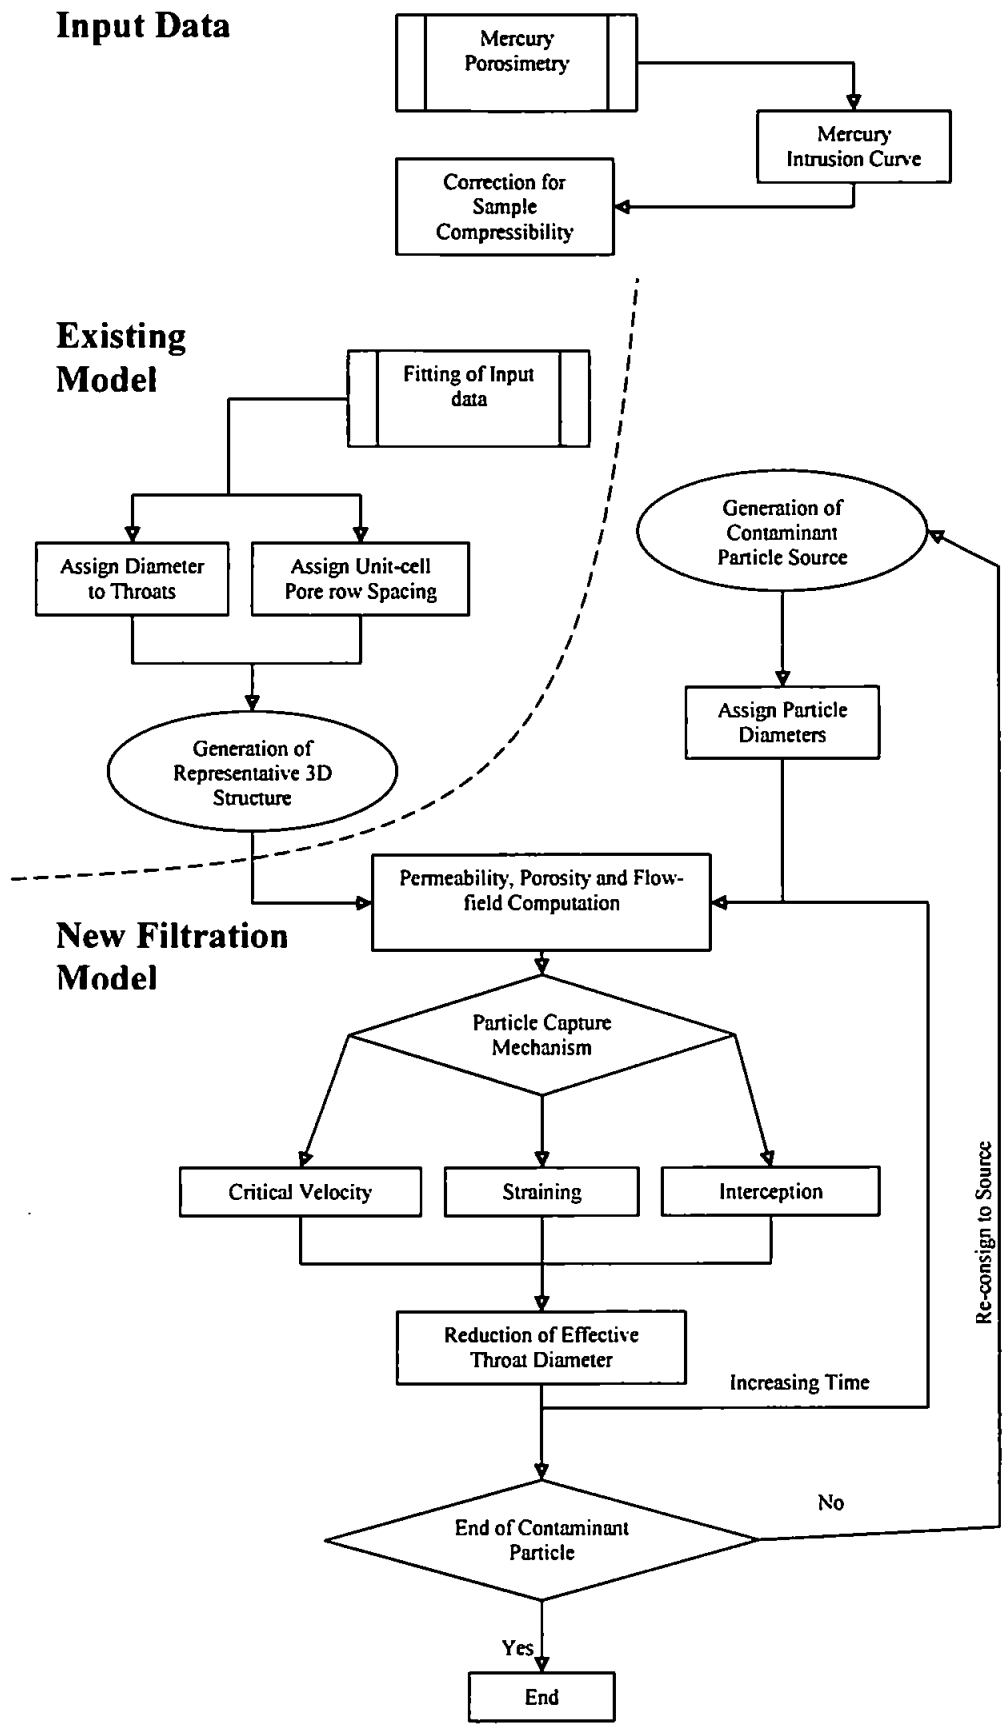 Input Data
Mercury
Porosimetry
Mercury
Intrusion Curve
Correction for
Sample
Compressibility
Existing
Model
Fitting of Input
data
Generation of
Contaminant
Particle Source
Assign Diameter
to Throats
Assign Unit-cell
Pore row Spacing
Assign Particle
Diameters
Generation of
Representative 3D
Structure
Permeability, Porosity and Flow-
field Computation
New Filtration
Model
Particle Capture
Mechanism
Critical Velocity
Straining
Interception
Re-consign to Source
Reduction of Effective
Throat Diameter
Increasing Time
No
End of Contaminant
Particle
Yes
End